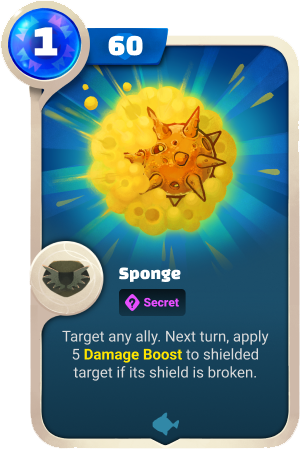 1
60
Sponge
Secret
Target any ally. Next turn, apply
5 Damage Boost to shielded
target if its shield is broken.